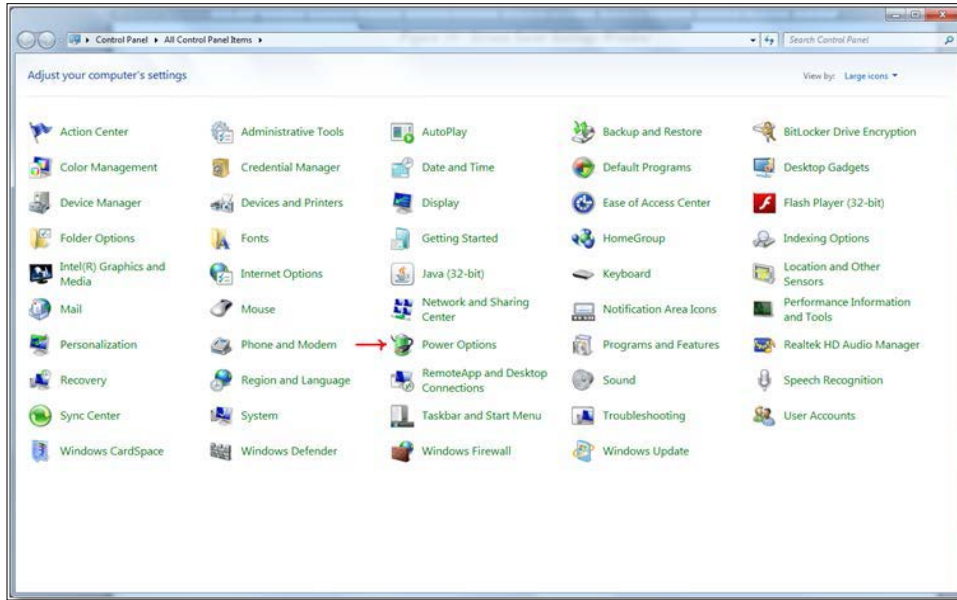 Control Panel ▸ All Control Panel Items ▸
Search Control Panel
Adjust your computer's settings
View by: Large icons
Action Center
Administrative Tools
AutoPlay
Backup and Restore
BitLocker Drive Encryption
Color Management
Credential Manager
Date and Time
Default Programs
Desktop Gadgets
Device Manager
Devices and Printers
Display
Ease of Access Center
Flash Player (32-bit)
Folder Options
Fonts
Getting Started
HomeGroup
Indexing Options
Intel(R) Graphics and
Media
Internet Options
Java (32-bit)
Keyboard
Location and Other
Sensors
Mail
Mouse
Network and Sharing
Center
Notification Area Icons
Performance Information
and Tools
Personalization
Phone and Modem
Power Options
Programs and Features
Realtek HD Audio Manager
Recovery
Region and Language
RemoteApp and Desktop
Connections
Sound
Speech Recognition
Sync Center
System
Taskbar and Start Menu
Troubleshooting
User Accounts
Windows CardSpace
Windows Defender
Windows Firewall
Windows Update